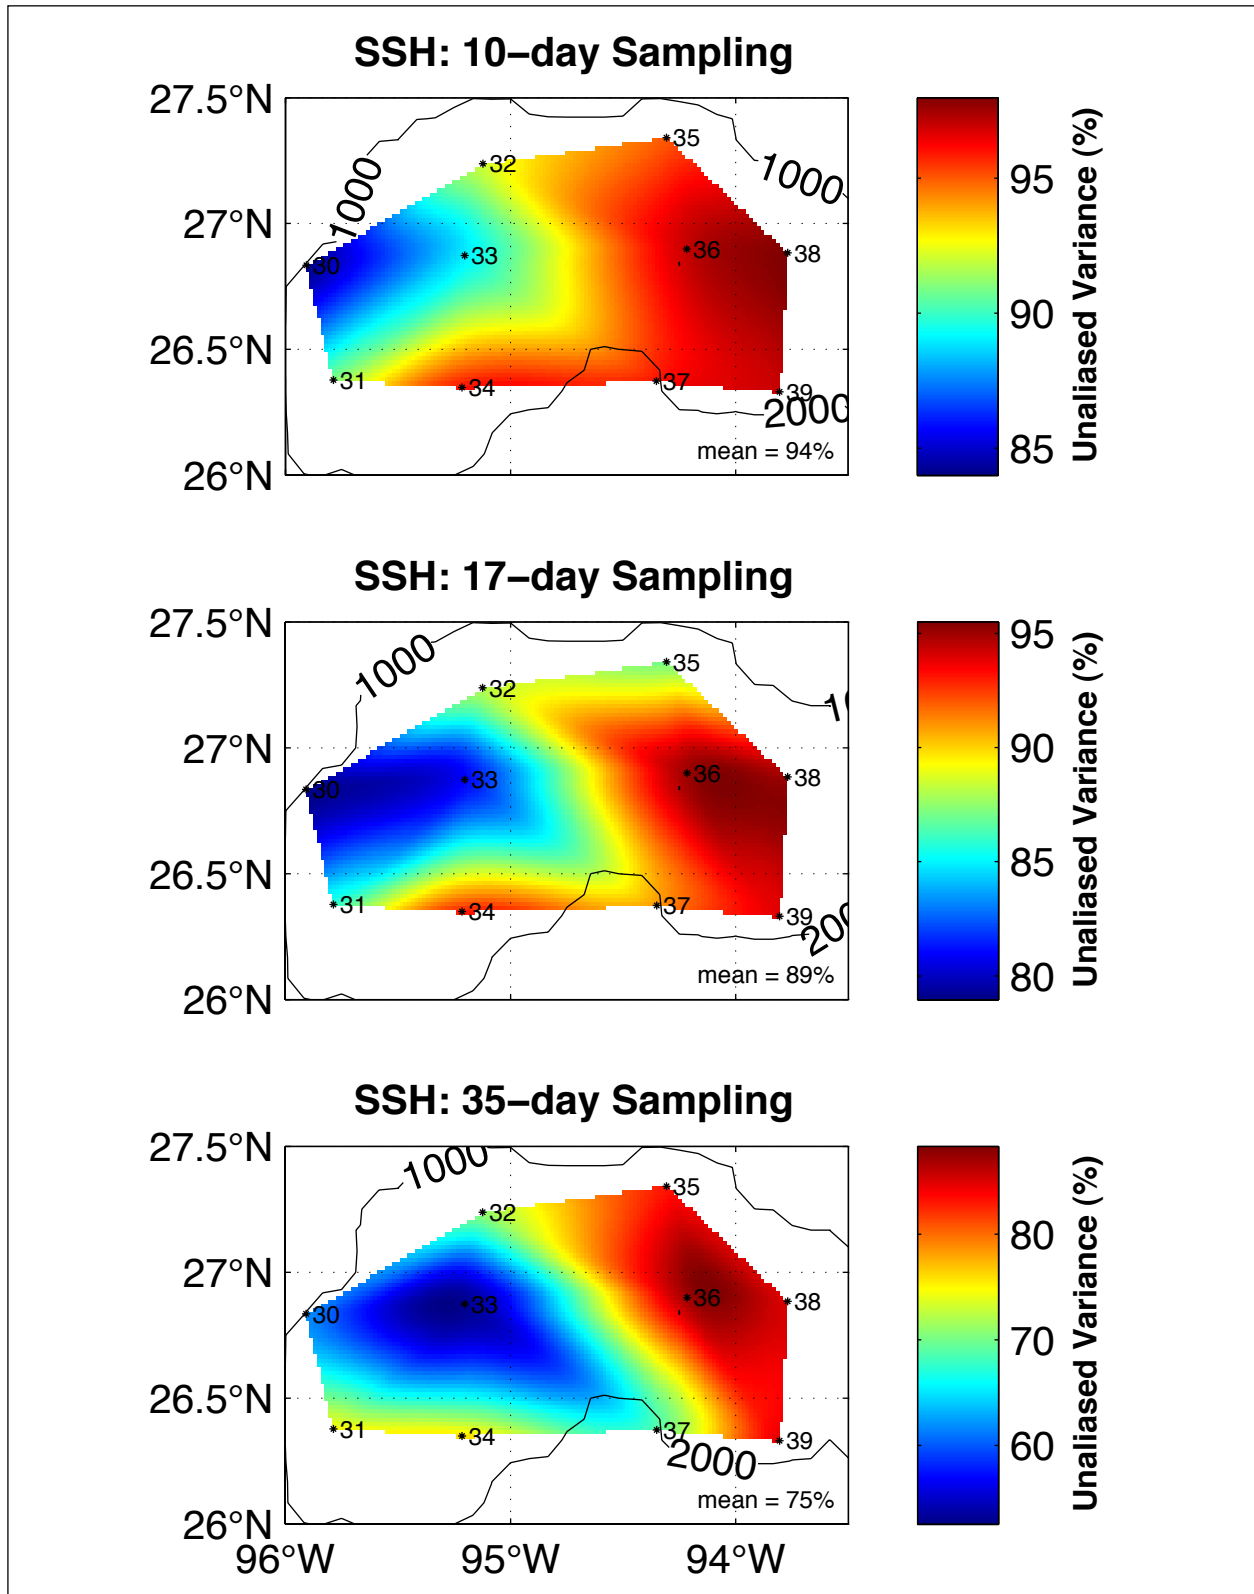 SSH: 10−day Sampling
27.5°N
27°N
26.5°N
26°N
1000
1000
2000
30
31
32
33
34
35
36
37
38
39
mean = 94%
95
90
85
Unaliased Variance (%)
SSH: 17−day Sampling
27.5°N
27°N
26.5°N
26°N
1000
30
31
32
33
34
35
36
37
38
39
mean = 89%
95
90
85
80
Unaliased Variance (%)
SSH: 35−day Sampling
27.5°N
27°N
26.5°N
26°N
96°W
95°W
94°W
1000
2000
30
31
32
33
34
35
36
37
38
39
mean = 75%
80
70
60
Unaliased Variance (%)